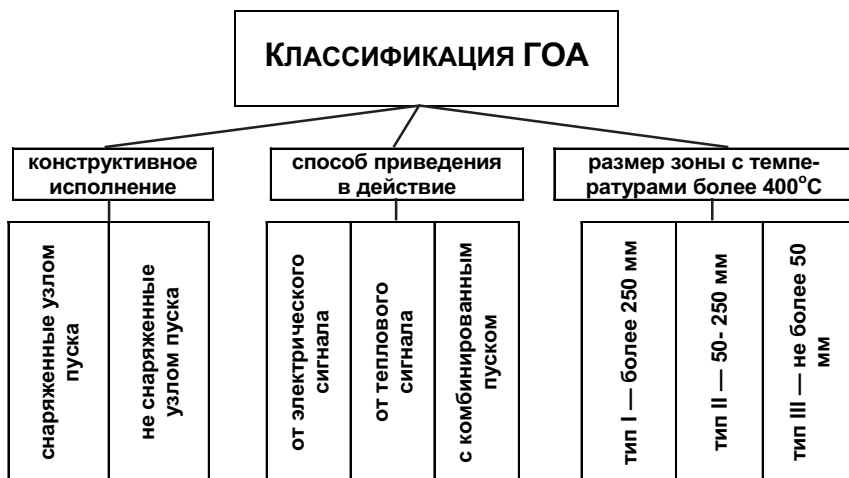 КЛАССИФИКАЦИЯ ГОА
конструктивное
исполнение
способ приведения
в действие
размер зоны с темпе-
ратурами более 400°С
снаряженные узлом
пуска
не снаряженные
узлом пуска
от электрического
сигнала
от теплового
сигнала
с комбинированным
пуском
тип I — более 250 мм
тип II — 50- 250 мм
тип III — не более 50
мм